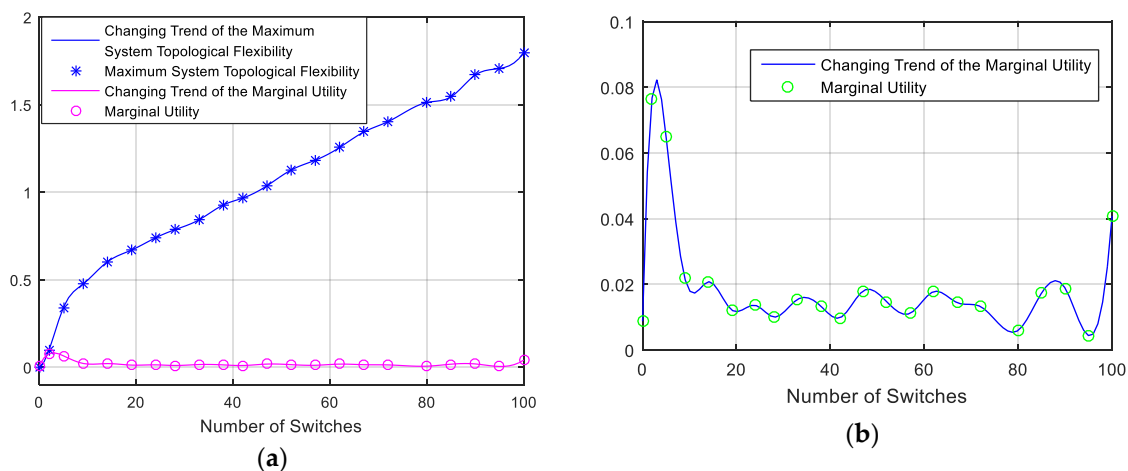 2
1.5
1
0.5
0
0
20
40
60
80
100
Changing Trend of the Maximum
System Topological Flexibility
Maximum System Topological Flexibility
Changing Trend of the Marginal Utility
Marginal Utility
Number of Switches
(a)
0.1
0.08
0.06
0.04
0.02
0
0
20
40
60
80
100
Changing Trend of the Marginal Utility
Marginal Utility
Number of Switches
(b)